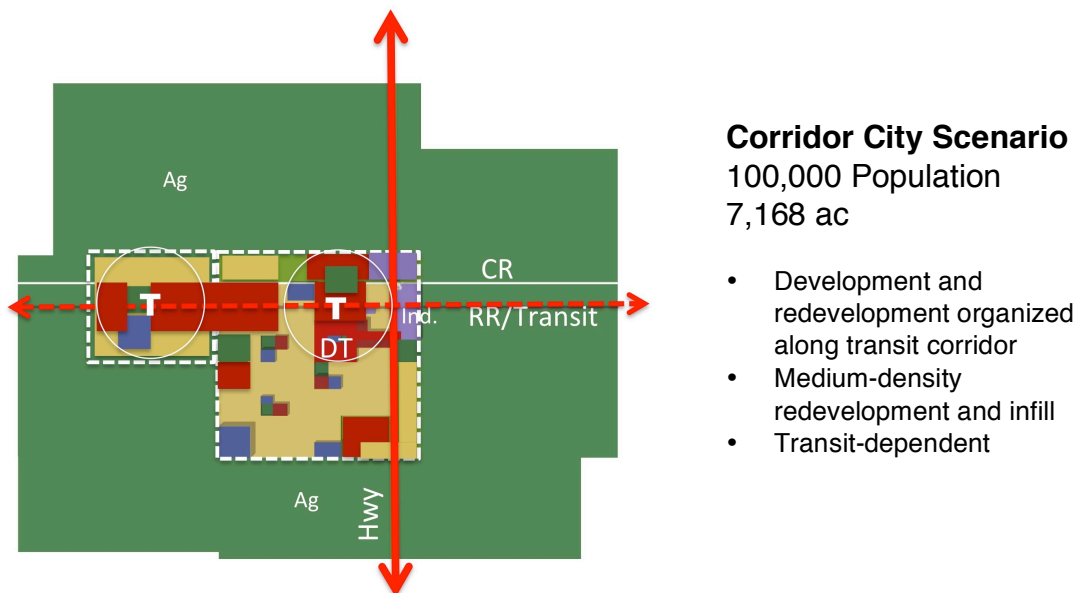 Ag
CR
T
T
Ind.
RR/Transit
DT
Ag
Hwy
Corridor City Scenario
100,000 Population
7,168 ac
• Development and
redevelopment organized
along transit corridor
• Medium-density
redevelopment and infill
• Transit-dependent